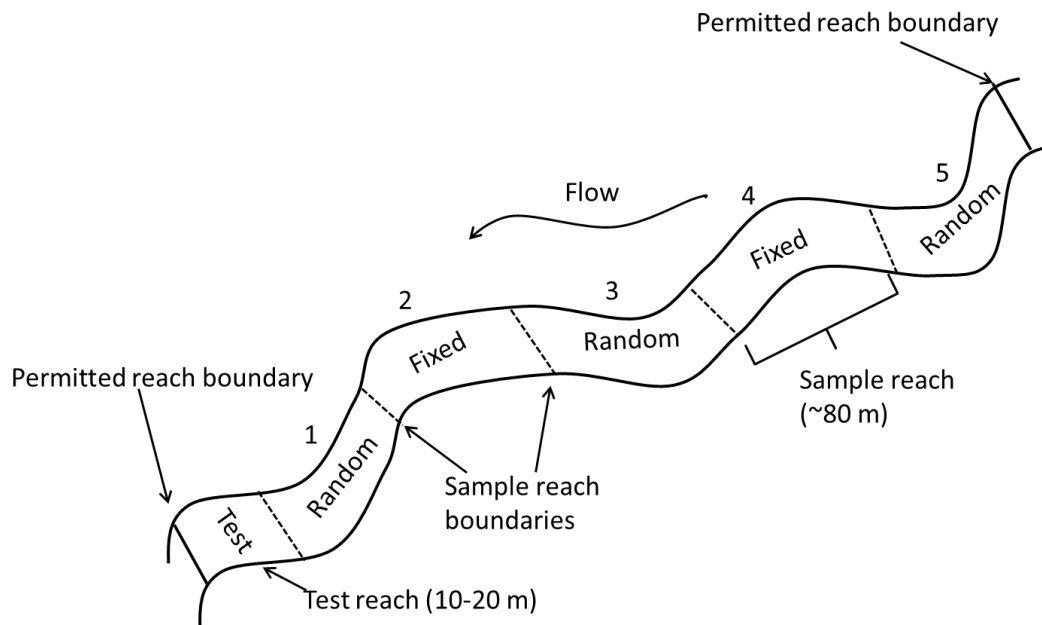 Permitted reach boundary
5
Flow
4
Random
Fixed
2
3
Fixed
Random
Permitted reach boundary
Sample reach
(~80 m)
1
Random
Sample reach
boundaries
Test
Test reach (10-20 m)